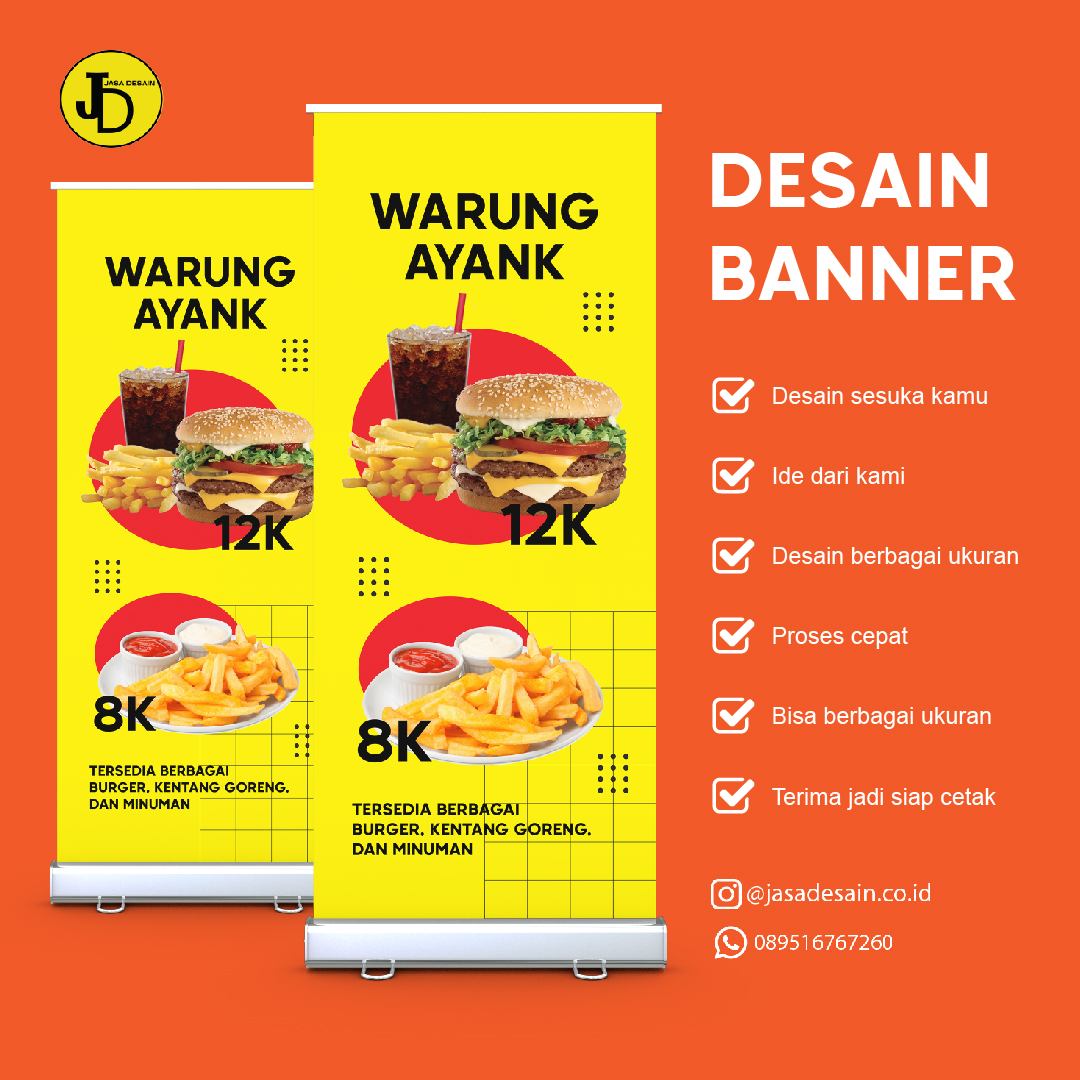 JD
JASA DESAIN
WARUNG
AYANK
12K
8K
TERSEDIA BERBAGAI
BURGER, KENTANG GORENG,
DAN MINUMAN
WARUNG
AYANK
12K
8K
TERSEDIA BERBAGAI
BURGER, KENTANG GORENG,
DAN MINUMAN
DESAIN
BANNER
Desain sesuka kamu
Ide dari kami
Desain berbagai ukuran
Proses cepat
Bisa berbagai ukuran
Terima jadi siap cetak
@jasadesain.co.id
089516767260